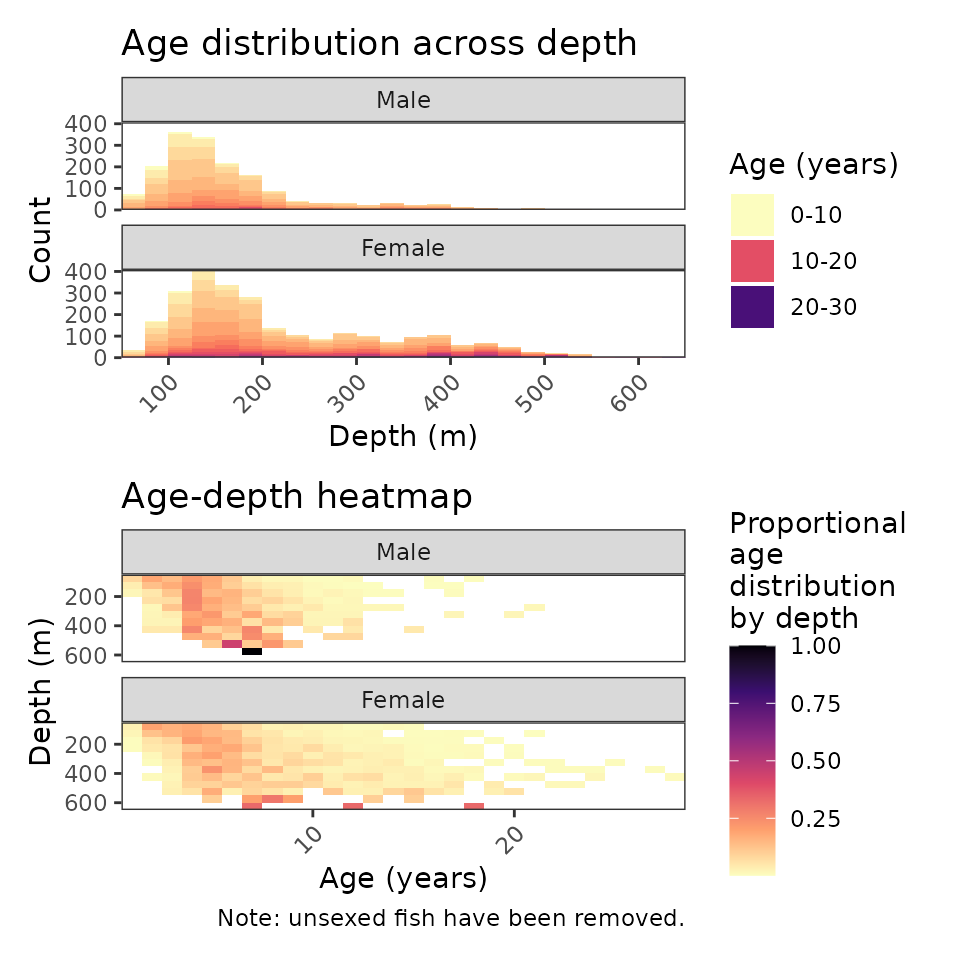 Age distribution across depth
Male
400
300
200
100
0
Female
400
300
200
100
0
Count
100
200
300
400
500
600
Depth (m)
Age (years)
0-10
10-20
20-30
Age-depth heatmap
Male
200
400
600
Female
200
400
600
Depth (m)
10
20
Age (years)
Note: unsexed fish have been removed.
Proportional
age
distribution
by depth
1.00
0.75
0.50
0.25